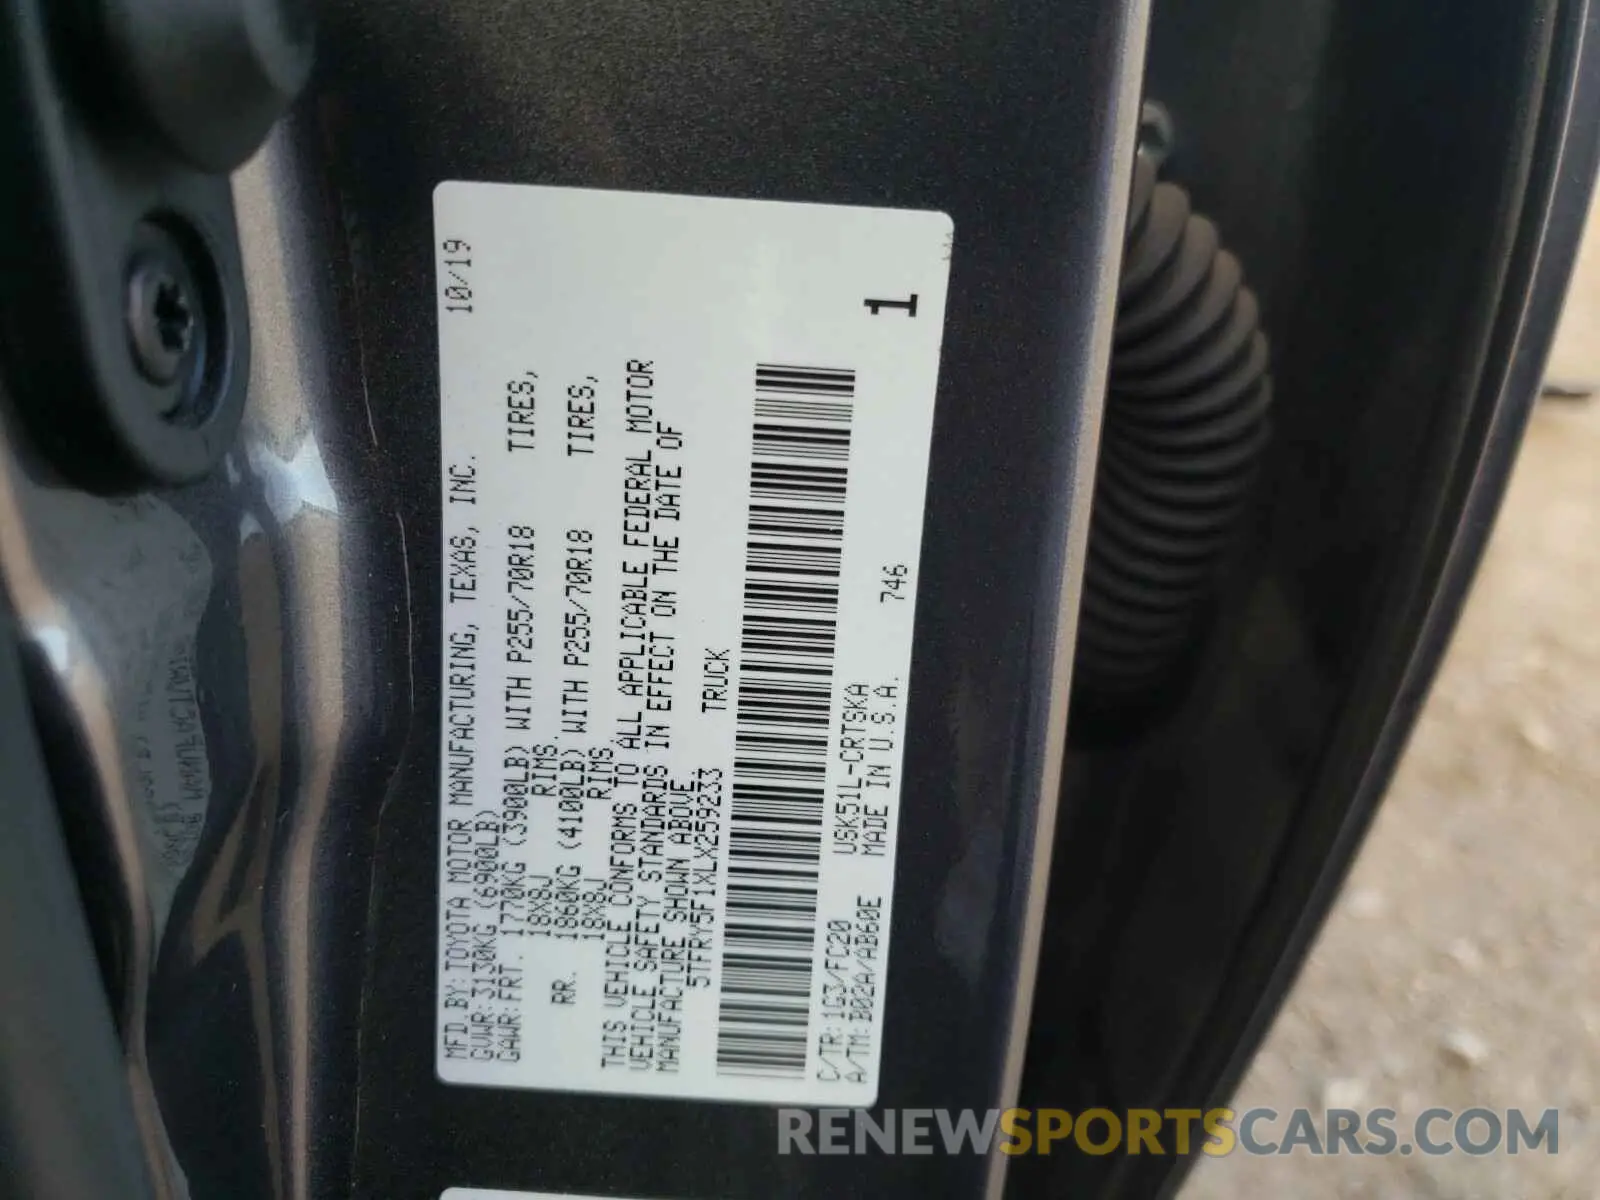 MFD.BY:TOYOTA MOTOR MANUFACTURING, TEXAS, INC. 10/19
GVWR:3130KG (6900LB)
GAWR:FRT. 1770KG (3900LB) WITH P255/70R18 TIRES,
18X8J RIMS,
RR. 1860KG (4100LB) WITH P255/70R18 TIRES,
18X8J RIMS,
THIS VEHICLE CONFORMS TO ALL APPLICABLE FEDERAL MOTOR
VEHICLE SAFETY STANDARDS IN EFFECT ON THE DATE OF
MANUFACTURE SHOWN ABOVE.
5TFRY5F1XLX259233 TRUCK
1
C/TR:1G3/FC20 USK51L-CRTSKA
A/TM:B02A/AB60E MADE IN U.S.A. 746
RENEWSPORTSCARS.COM